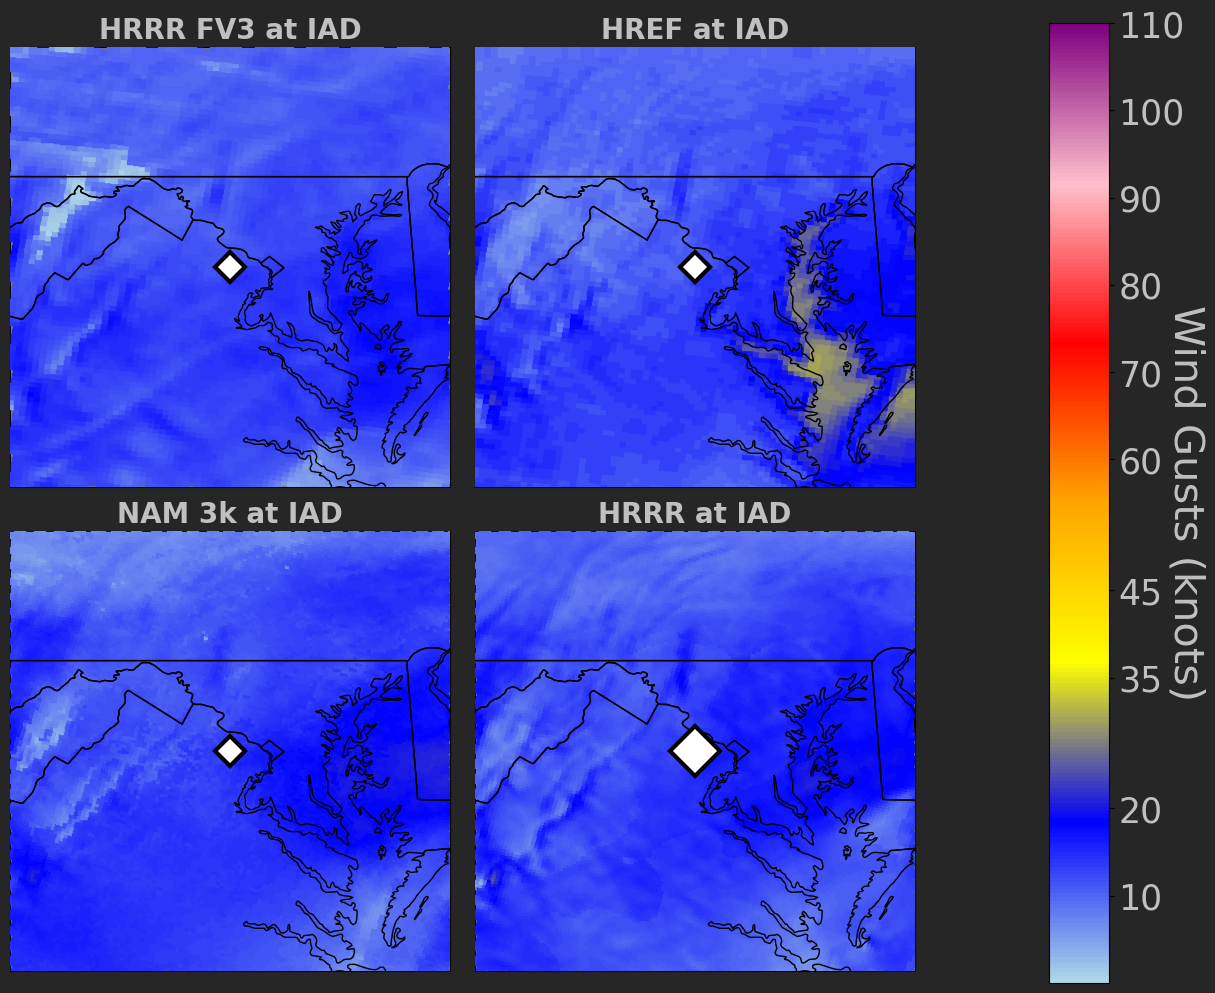 HRRR FV3 at IAD
HREF at IAD
NAM 3k at IAD
HRRR at IAD
110
100
90
80
70
60
45
35
20
10
Wind Gusts (knots)